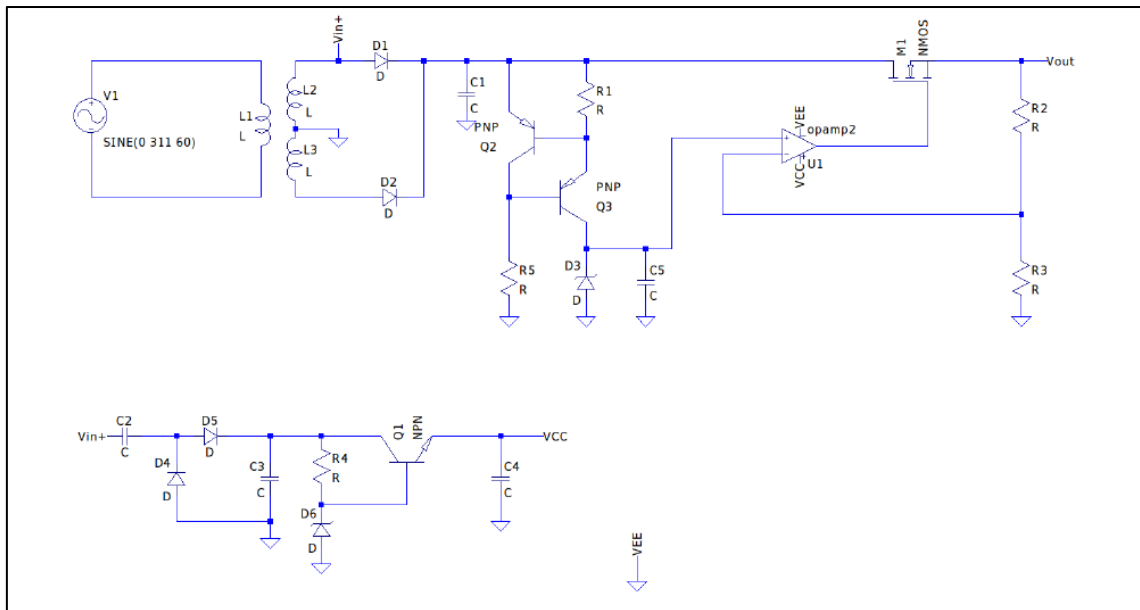 Vin+
D1
D
V1
SINE(0 311 60)
L1
L
L2
L
L3
L
D2
D
C1
C
R1
R
PNP
Q2
PNP
Q3
R5
R
D3
D
C5
C
M1
NMOS
Vout
VEE
opamp2
VCC
U1
R2
R
R3
R
Vin+
C2
C
D5
D
D4
D
C3
C
R4
R
D6
D
Q1
NPN
VCC
C4
C
VEE